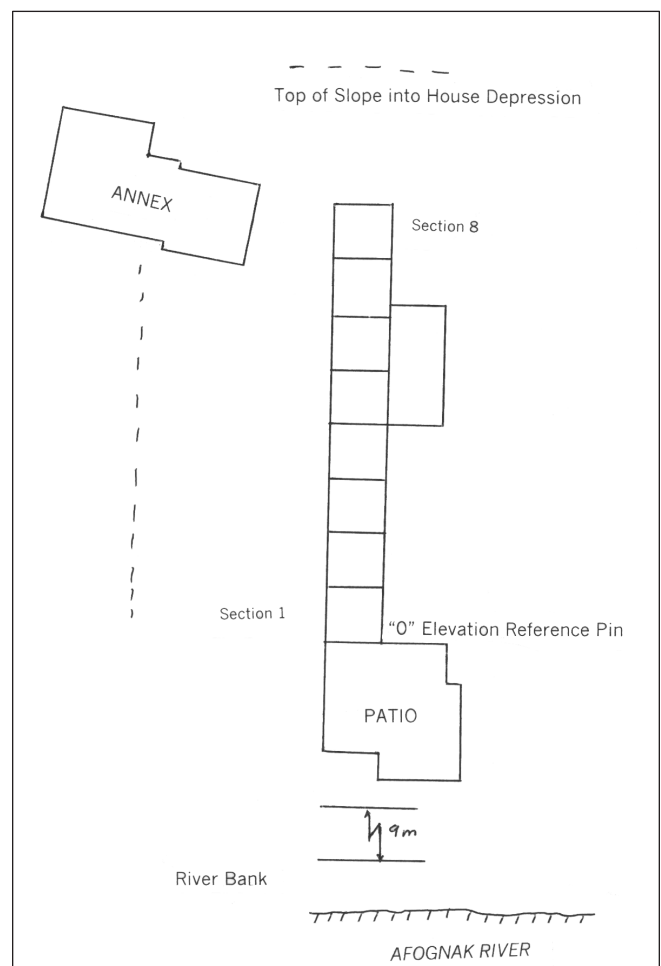 Top of Slope into House Depression
ANNEX
Section 8
Section 1
“0” Elevation Reference Pin
PATIO
9m
River Bank
AFOGNAK RIVER